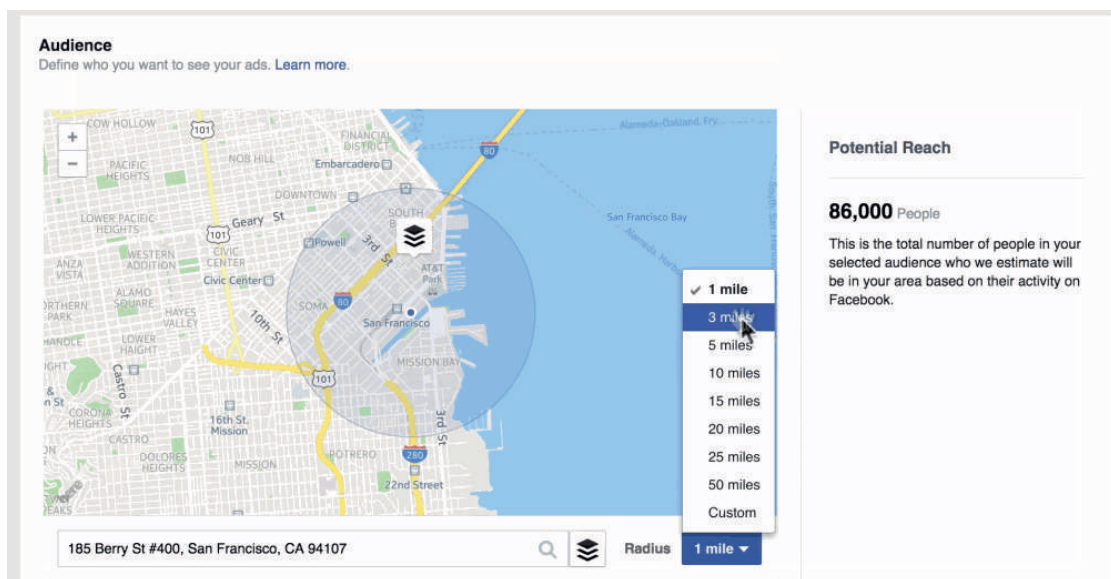 Audience
Define who you want to see your ads. Learn more.
+
−
COW HOLLOW
101
FINANCIAL
DISTRICT
80
Alameda-Oakland Fry
PACIFIC
HEIGHTS
NOB HILL
Embarcadero
DOWNTOWN
LOWER PACIFIC
HEIGHTS
Geary St
101
SOUTH
San Francisco Bay
Powell
3rd St
ANZA
VISTA
WESTERN
ADDITION
CIVIC
CENTER
AT&T
Park
Civic Center
ALAMO
SQUARE
SOMA
80
HAYES
VALLEY
10th St
San Francisco
LOWER
HAIGHT
MISSION BAY
Castro St
101
CORONA
HEIGHTS
16th St.
Mission
3rd St
CASTRO
DOLORES
HEIGHTS
MISSION
POTRERO
280
22nd Street
here
✓ 1 mile
3 miles
5 miles
10 miles
15 miles
20 miles
25 miles
50 miles
Custom
185 Berry St #400, San Francisco, CA 94107
Radius
1 mile
Potential Reach
86,000 People
This is the total number of people in your
selected audience who we estimate will
be in your area based on their activity on
Facebook.